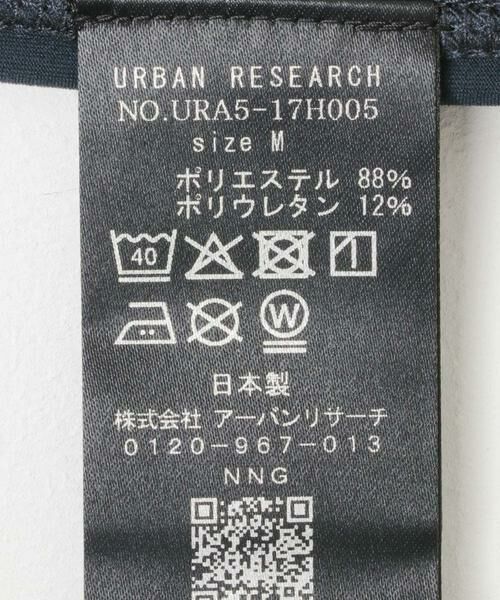 URBAN RESEARCH
NO.URA5-17H005
size M
ポリエステル 88%
ポリウレタン 12%
40
W
日本製
株式会社 アーバンリサーチ
0120-967-013
NNG